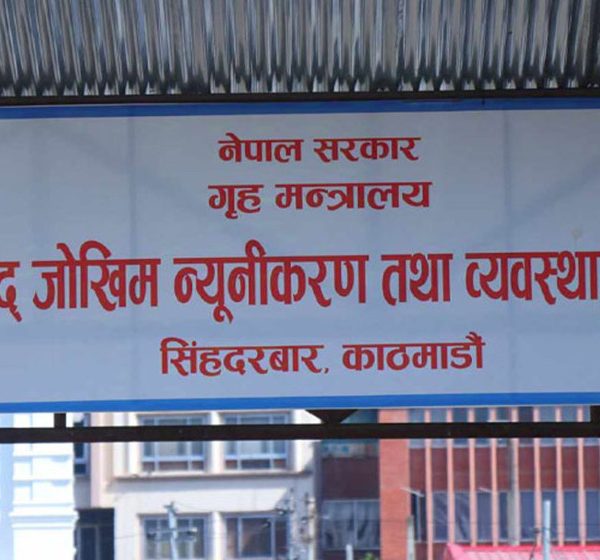 नेपाल सरकार
गृह मन्त्रालय
द् जोखिम न्यूनीकरण तथा व्यवस्था
सिंहदरबार, काठमाडौं